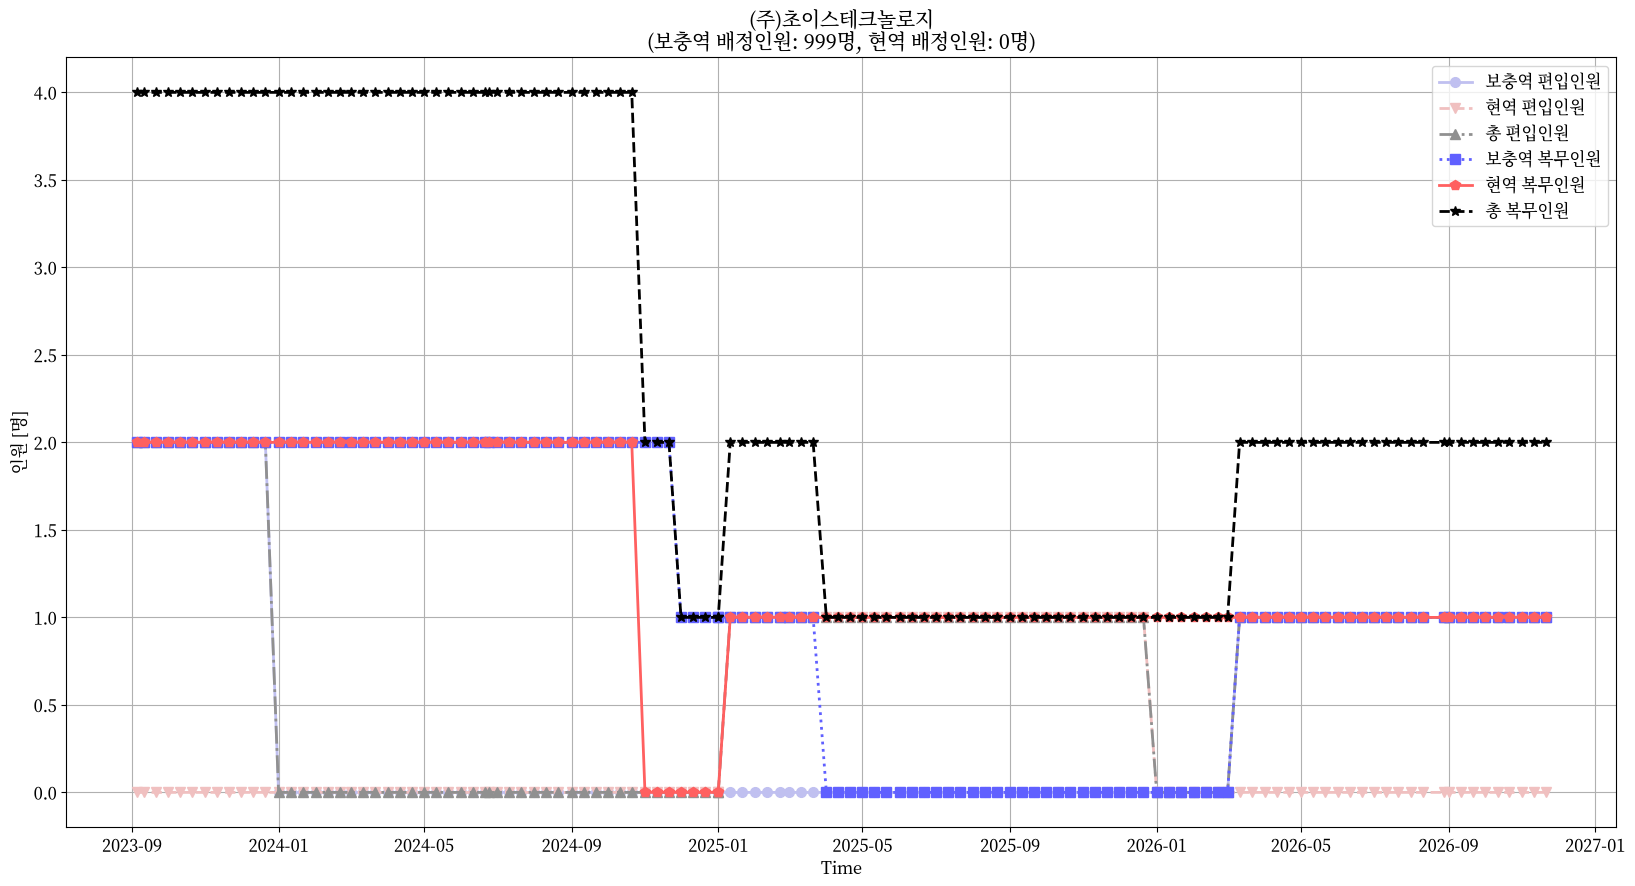 (주)초이스테크놀로지
(보충역 배정인원: 999명, 현역 배정인원: 0명)
보충역 편입인원
현역 편입인원
총 편입인원
보충역 복무인원
현역 복무인원
총 복무인원
4.0
3.5
3.0
2.5
2.0
1.5
1.0
0.5
0.0
인원 [명]
2023-09
2024-01
2024-05
2024-09
2025-01
2025-05
2025-09
2026-01
2026-05
2026-09
2027-01
Time